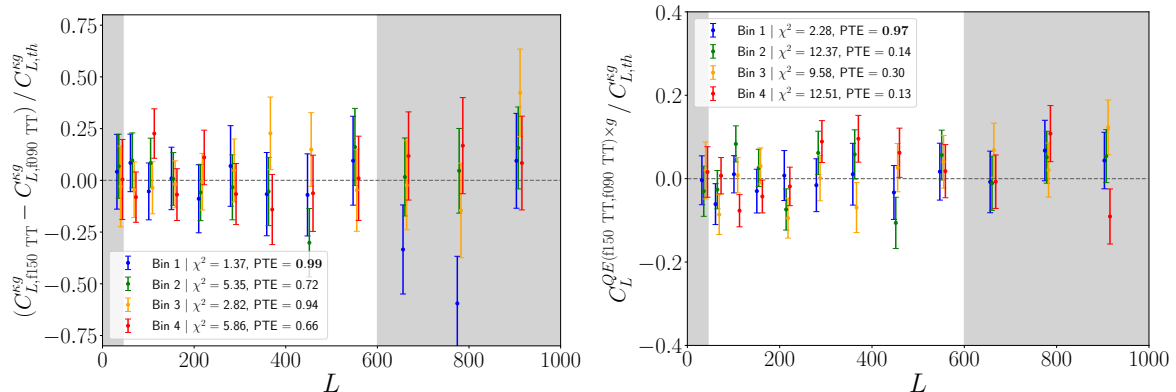 (C^{κg}_{L,f150 TT} − C^{κg}_{L,f090 TT}) / C^{κg}_{L,th}
0.75
0.50
0.25
0.00
−0.25
−0.50
−0.75
Bin 1 | χ² = 1.37, PTE = 0.99
Bin 2 | χ² = 5.35, PTE = 0.72
Bin 3 | χ² = 2.82, PTE = 0.94
Bin 4 | χ² = 5.86, PTE = 0.66
0 200 400 600 800 1000
L
C_L^{QE(f150 TT,f090 TT)×g} / C^{κg}_{L,th}
0.4
0.2
0.0
−0.2
−0.4
Bin 1 | χ² = 2.28, PTE = 0.97
Bin 2 | χ² = 12.37, PTE = 0.14
Bin 3 | χ² = 9.58, PTE = 0.30
Bin 4 | χ² = 12.51, PTE = 0.13
0 200 400 600 800 1000
L